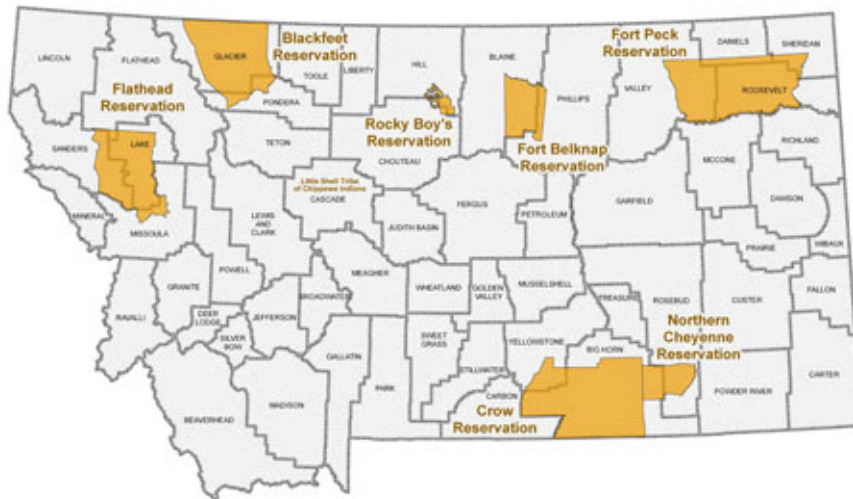 LINCOLN
FLATHEAD
GLACIER
Blackfeet
Reservation
TOOLE
LIBERTY
HILL
BLAINE
Fort Peck
Reservation
DANIELS
SHERIDAN
Flathead
Reservation
PONDERA
PHILLIPS
VALLEY
ROOSEVELT
Rocky Boy's
Reservation
Fort Belknap
Reservation
SANDERS
LAKE
TETON
CHOUTEAU
RICHLAND
MCCONE
Little Shell Tribe
of Chippewa Indians
CASCADE
MINERAL
MISSOULA
LEWIS
AND
CLARK
JUDITH BASIN
FERGUS
PETROLEUM
GARFIELD
DAWSON
PRAIRIE
WIBAUX
POWELL
MEAGHER
GRANITE
RAVALLI
DEER
LODGE
SILVER
BOW
JEFFERSON
BROADWATER
WHEATLAND
GOLDEN
VALLEY
MUSSELSHELL
TREASURE
ROSEBUD
CUSTER
FALLON
Northern
Cheyenne
Reservation
GALLATIN
PARK
SWEET
GRASS
STILLWATER
YELLOWSTONE
BIG HORN
CARBON
POWDER RIVER
CARTER
BEAVERHEAD
MADISON
Crow
Reservation